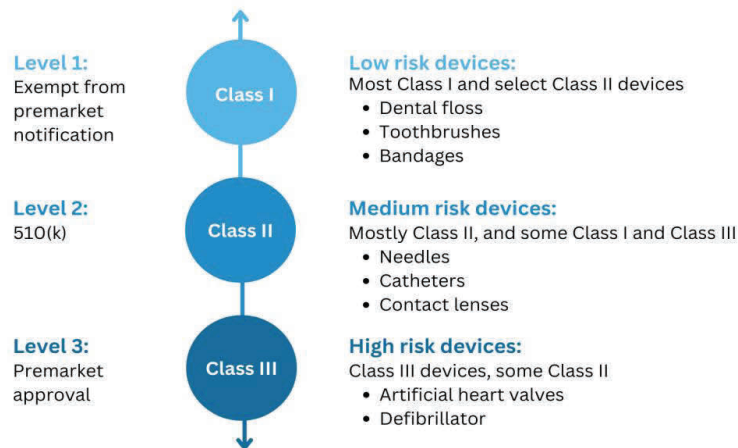 Level 1:
Exempt from
premarket
notification
Class I
Low risk devices:
Most Class I and select Class II devices
• Dental floss
• Toothbrushes
• Bandages
Level 2:
510(k)
Class II
Medium risk devices:
Mostly Class II, and some Class I and Class III
• Needles
• Catheters
• Contact lenses
Level 3:
Premarket
approval
Class III
High risk devices:
Class III devices, some Class II
• Artificial heart valves
• Defibrillator